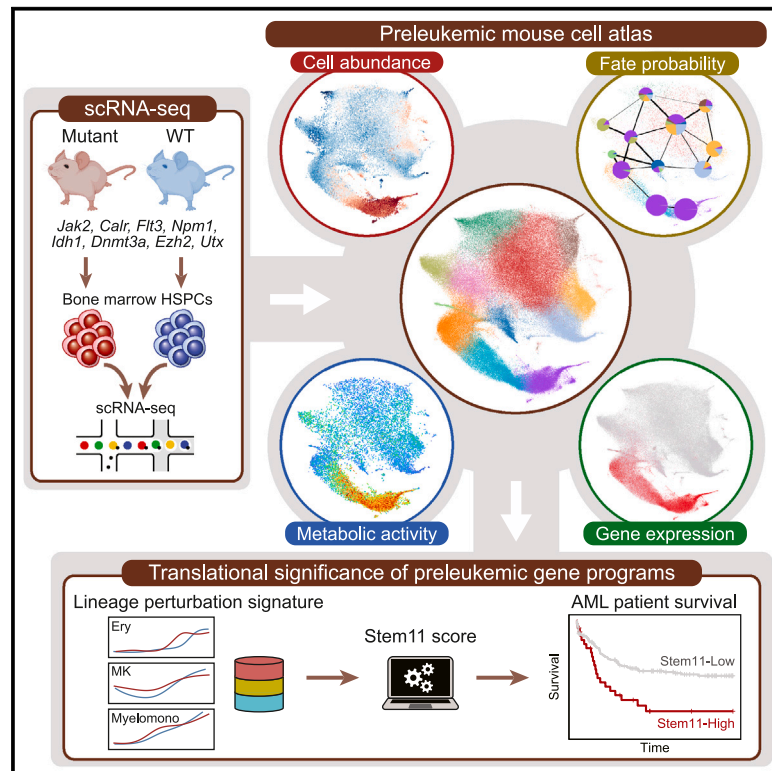 Preleukemic mouse cell atlas
Cell abundance
Fate probability
scRNA-seq
Mutant
WT
Jak2, Calr, Flt3, Npm1,
Idh1, Dnmt3a, Ezh2, Utx
Bone marrow HSPCs
scRNA-seq
Metabolic activity
Gene expression
Translational significance of preleukemic gene programs
Lineage perturbation signature
Ery
MK
Myelomono
Stem11 score
AML patient survival
Survival
Stem11-Low
Stem11-High
Time